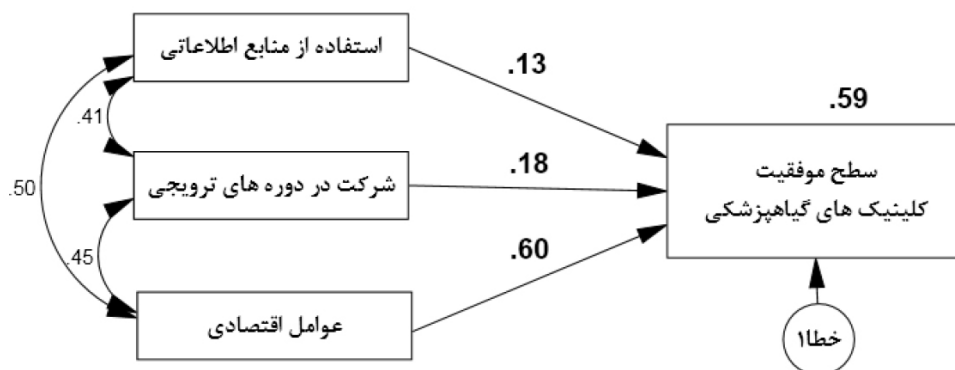 استفاده از منابع اطلاعاتی
.13
.59
.41
سطح موفقیت
کلینیک های گیاهپزشکی
شرکت در دوره های ترویجی
.18
.50
.45
.60
عوامل اقتصادی
خطا۱